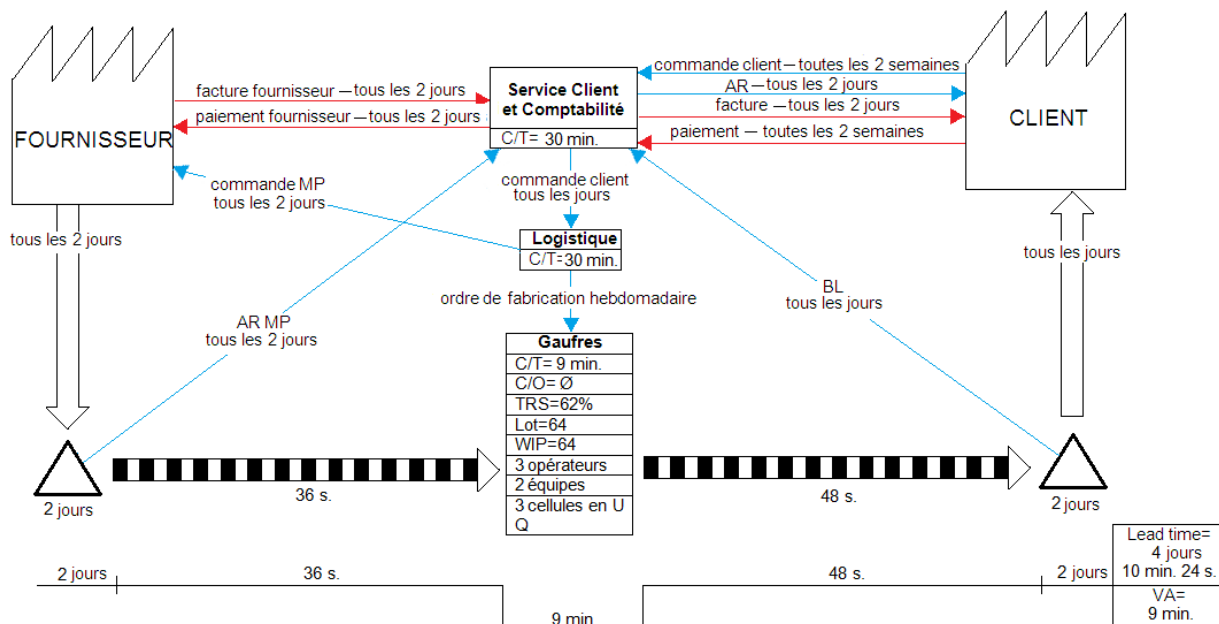 commande client – toutes les 2 semaines
Service Client
et Comptabilité
C/T= 30 min.
AR – tous les 2 jours
facture fournisseur – tous les 2 jours
facture – tous les 2 jours
paiement fournisseur – tous les 2 jours
paiement – toutes les 2 semaines
FOURNISSEUR
CLIENT
commande MP
tous les 2 jours
commande client
tous les jours
Logistique
C/T= 30 min.
tous les 2 jours
tous les jours
ordre de fabrication hebdomadaire
BL
tous les jours
AR MP
tous les 2 jours
Gaufres
C/T= 9 min.
C/O= Ø
TRS=62%
Lot=64
WIP=64
3 opérateurs
2 équipes
3 cellules en U
Q
2 jours
36 s.
48 s.
2 jours
2 jours
36 s.
9 min.
48 s.
2 jours
Lead time=
4 jours
10 min. 24 s.
VA=
9 min.